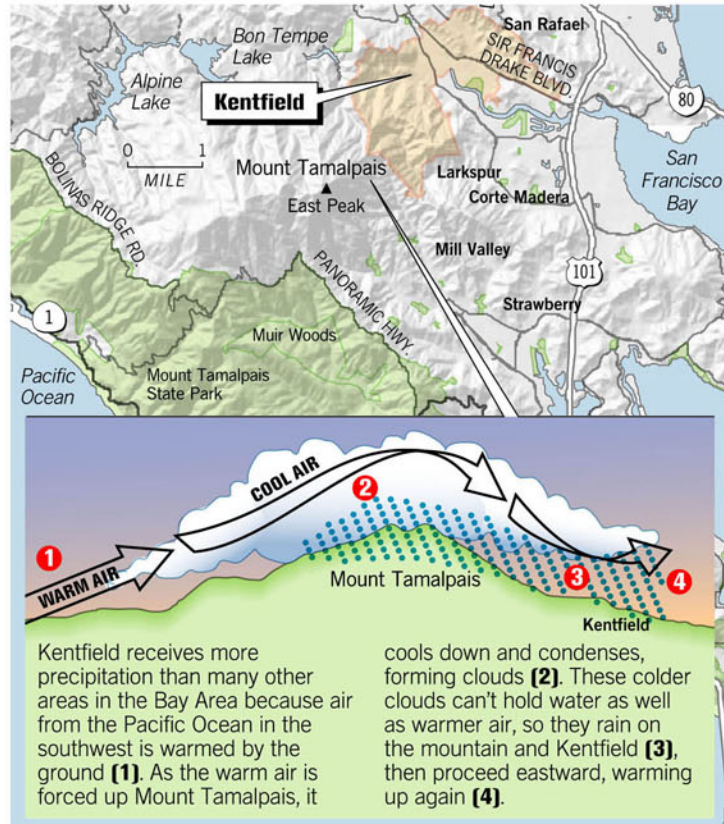 San Rafael
Bon Tempe
Lake
SIR FRANCIS
DRAKE BLVD.
Alpine
Lake
Kentfield
80
0 1
MILE
Mount Tamalpais
East Peak
Larkspur
Corte Madera
San
Francisco
Bay
BOLINAS RIDGE RD.
Mill Valley
PANORAMIC HWY.
101
Strawberry
1
Muir Woods
Mount Tamalpais
State Park
Pacific
Ocean
COOL AIR
2
1
WARM AIR
Mount Tamalpais
3
4
Kentfield
Kentfield receives more
precipitation than many other
areas in the Bay Area because air
from the Pacific Ocean in the
southwest is warmed by the
ground (1). As the warm air is
forced up Mount Tamalpais, it
cools down and condenses,
forming clouds (2). These colder
clouds can't hold water as well
as warmer air, so they rain on
the mountain and Kentfield (3),
then proceed eastward, warming
up again (4).